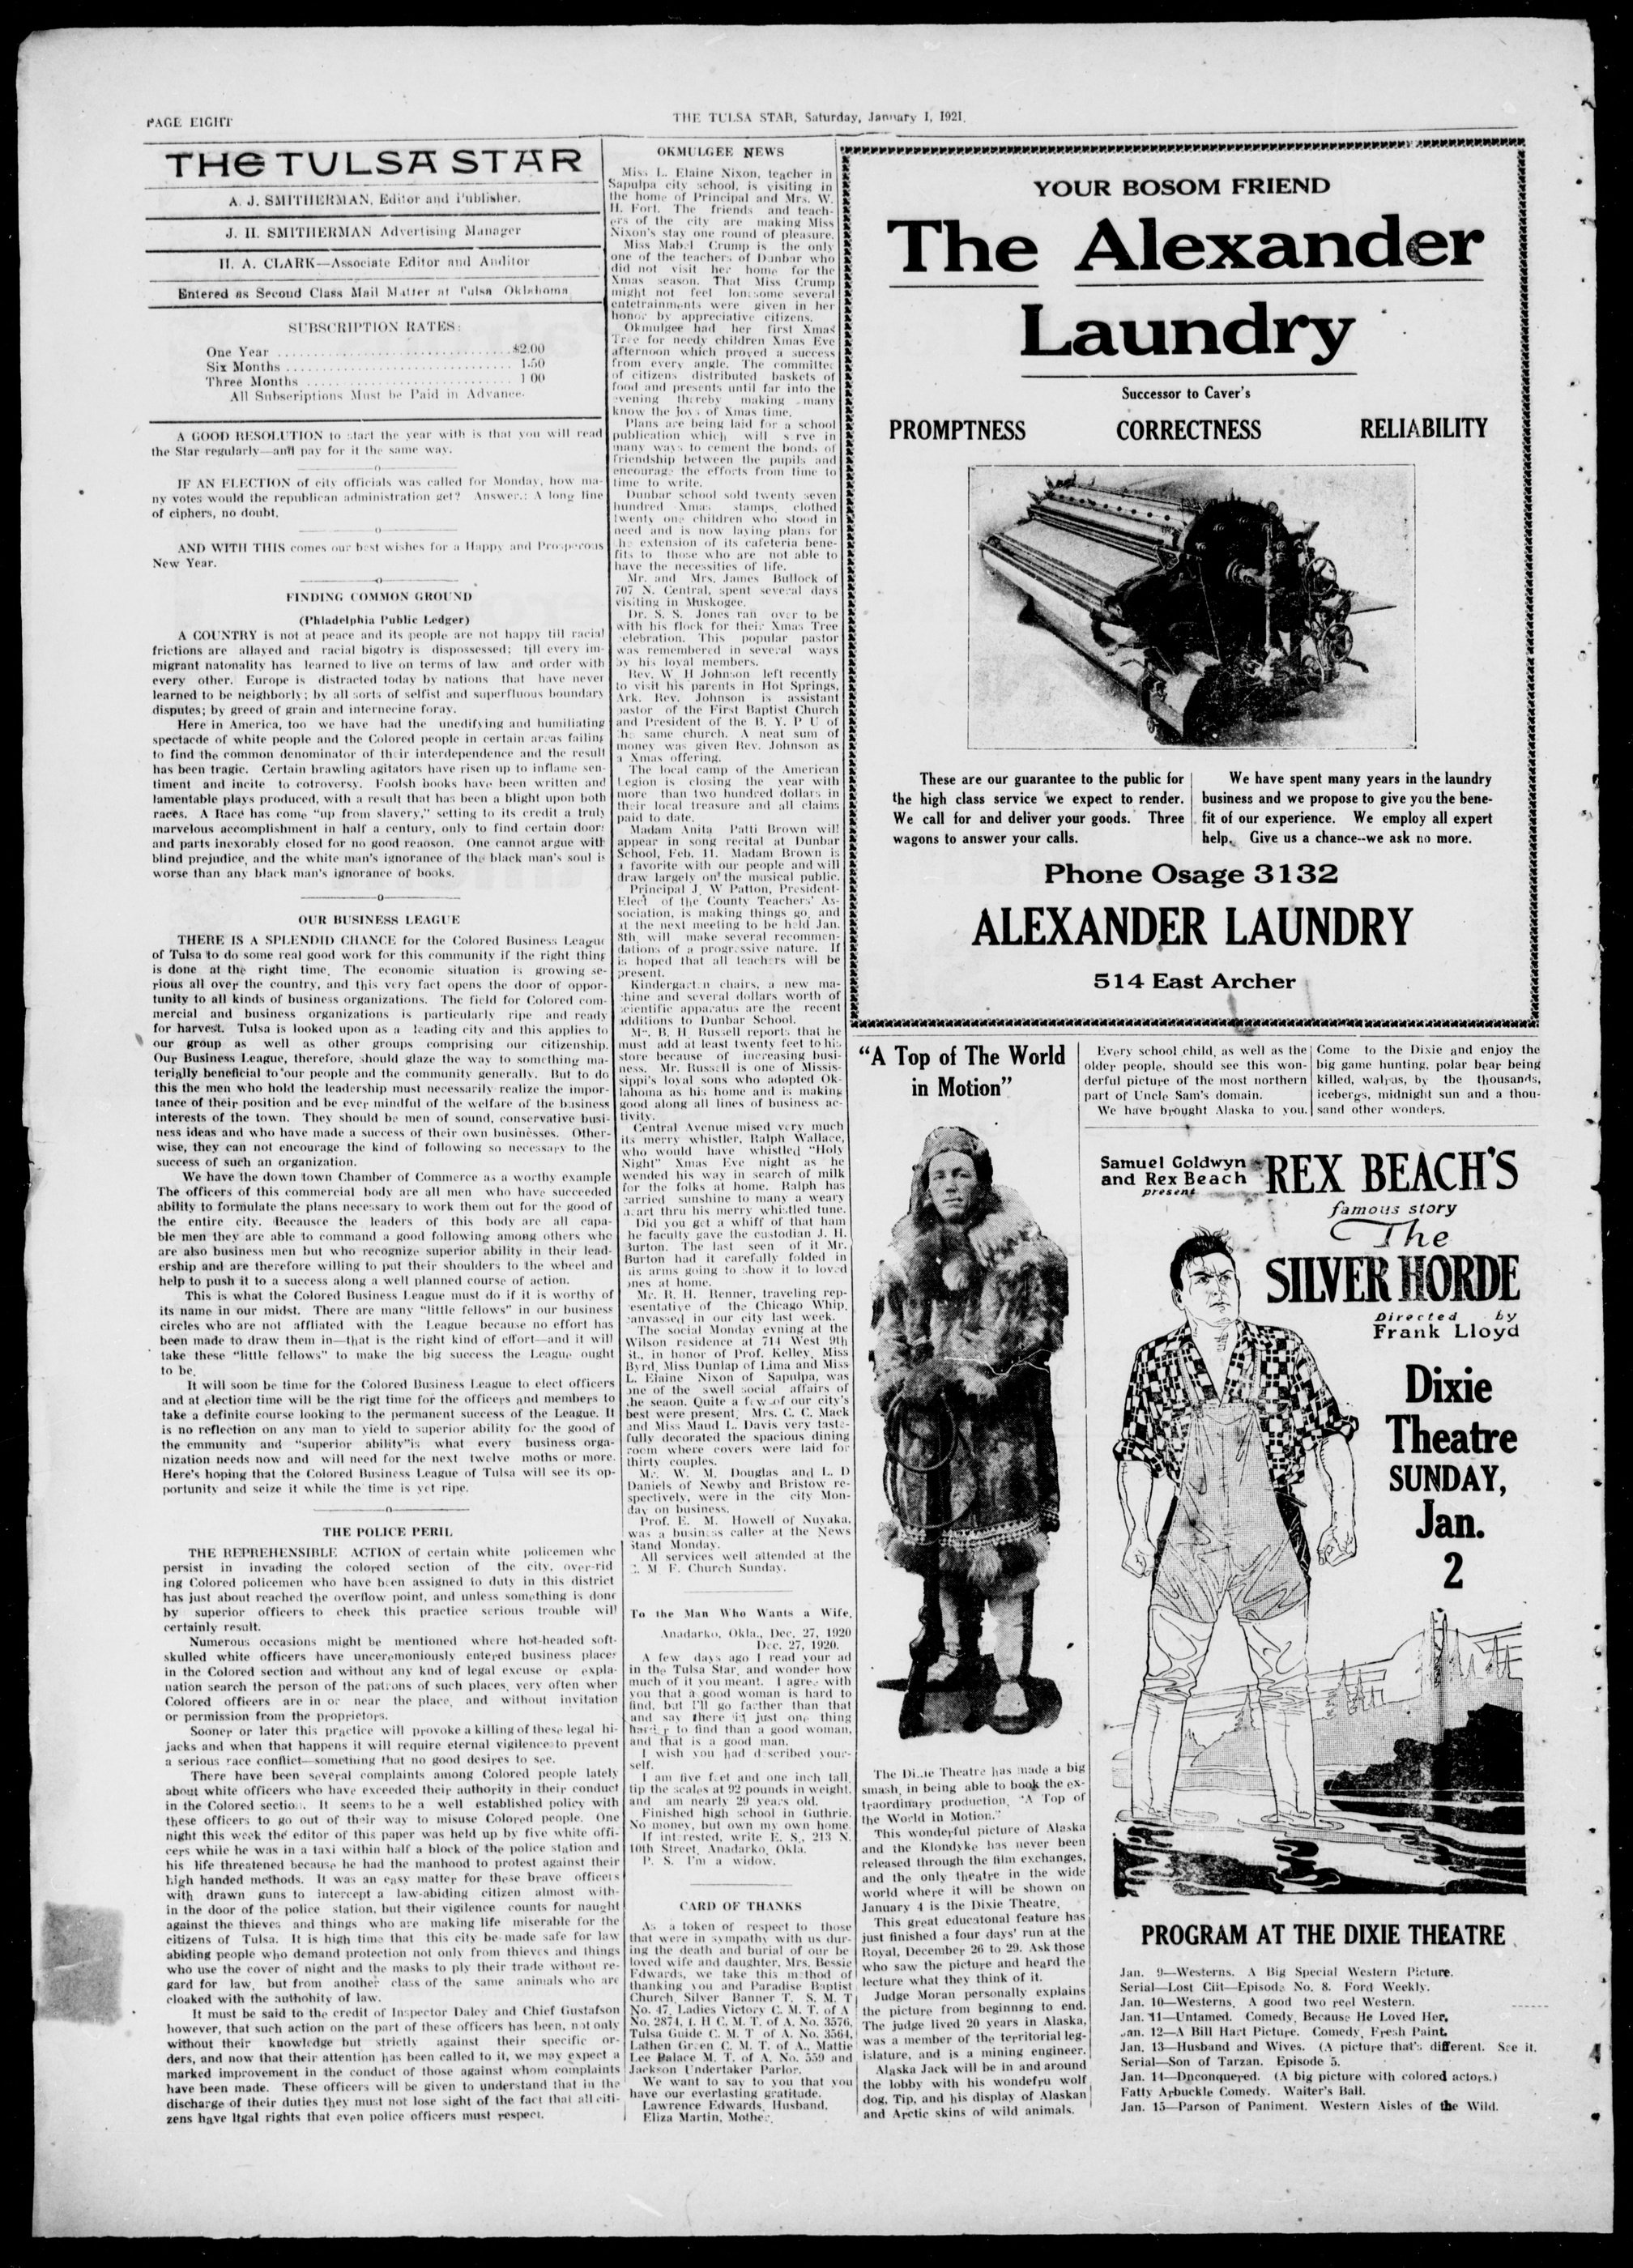 PAGE EIGHT
THE TULSA STAR, Saturday, January 1, 1921.
THE TULSA STAR
A. J. SMITHERMAN, Editor and Publisher.
J. H. SMITHERMAN Advertising Manager
H. A. CLARK—Associate Editor and Auditor
Entered as Second Class Mail Matter at Tulsa Oklahoma
SUBSCRIPTION RATES:
One Year ................................ $2.00
Six Months ................................ 1.50
Three Months ................................ 1 00
All Subscriptions Must be Paid in Advance.
A GOOD RESOLUTION to start the year with is that you will read
the Star regularly—and pay for it the same way.
IF AN ELECTION of city officials was called for Monday, how ma-
ny votes would the republican administration get? Answer.: A long line
of ciphers, no doubt.
AND WITH THIS comes our best wishes for a Happy and Prosperous
New Year.
FINDING COMMON GROUND
(Phladelphia Public Ledger)
A COUNTRY is not at peace and its people are not happy till racial
frictions are allayed and racial bigotry is dispossessed; till every im-
migrant natonality has learned to live on terms of law and order with
every other. Europe is distracted today by nations that have never
learned to be neighborly; by all sorts of selfist and superfluous boundary
disputes; by greed of grain and internecine foray.
Here in America, too we have had the unedifying and humiliating
spectacde of white people and the Colored people in certain areas failing
to find the common denominator of their interdependence and the result
has been tragic. Certain brawling agitators have risen up to inflame sen-
timent and incite to cotroversy. Foolsh books have been written and
lamentable plays produced, with a result that has been a blight upon both
races. A Race has come "up from slavery," setting to its credit a truly
marvelous accomplishment in half a century, only to find certain doors
and parts inexorably closed for no good reaoson. One cannot argue with
blind prejudice, and the white man's ignorance of the black man's soul is
worse than any black man's ignorance of books.
OUR BUSINESS LEAGUE
THERE IS A SPLENDID CHANCE for the Colored Business League
of Tulsa to do some real good work for this community if the right thing
is done at the right time. The economic situation is growing se-
rious all over the country, and this very fact opens the door of oppor-
tunity to all kinds of business organizations. The field for Colored com-
mercial and business organizations is particularly ripe and ready
for harvest. Tulsa is looked upon as a leading city and this applies to
our group as well as other groups comprising our citizenship.
Our Business League, therefore, should glaze the way to something ma-
terially beneficial to our people and the community generally. But to do
this the men who hold the leadership must necessarily realize the impor-
tance of their position and be ever mindful of the welfare of the business
interests of the town. They should be men of sound, conservative busi-
ness ideas and who have made a success of their own businesses. Other-
wise, they can not encourage the kind of following so necessary to the
success of such an organization.
We have the down town Chamber of Commerce as a worthy example
The officers of this commercial body are all men who have succeeded
ability to formulate the plans necessary to work them out for the good of
the entire city. Becausce the leaders of this body are all capa-
ble men they are able to command a good following among others who
are also business men but who recognize superior ability in their lead-
ership and are therefore willing to put their shoulders to the wheel and
help to push it to a success along a well planned course of action.
This is what the Colored Business League must do if it is worthy of
its name in our midst. There are many "little fellows" in our business
circles who are not affliated with the League because no effort has
been made to draw them in—that is the right kind of effort—and it will
take these "little fellows" to make the big success the League ought
to be.
It will soon be time for the Colored Business League to elect officers
and at election time will be the rigt time for the officers and members to
take a definite course looking to the permanent success of the League. It
is no reflection on any man to yield to superior ability for the good of
the cmmunity and "superior ability"is what every business orga-
nization needs now and will need for the next twelve moths or more.
Here's hoping that the Colored Business League of Tulsa will see its op-
portunity and seize it while the time is yet ripe.
THE POLICE PERIL
THE REPREHENSIBLE ACTION of certain white policemen who
persist in invading the colored section of the city, over-rid
ing Colored policemen who have been assigned to duty in this district
has just about reached the overflow point, and unless something is done
by superior officers to check this practice serious trouble will
certainly result.
Numerous occasions might be mentioned where hot-headed soft-
skulled white officers have unceremoniously entered business places
in the Colored section and without any knd of legal excuse or expla-
nation search the person of the patrons of such places, very often when
Colored officers are in or near the place, and without invitation
or permission from the proprietors.
Sooner or later this practice will provoke a killing of these legal hi-
jacks and when that happens it will require eternal vigilence to prevent
a serious race conflict—something that no good desires to see.
There have been several complaints among Colored people lately
about white officers who have exceeded their authority in their conduct
in the Colored section. It seems to be a well established policy with
these officers to go out of their way to misuse Colored people. One
night this week the editor of this paper was held up by five white offi-
cers while he was in a taxi within half a block of the police station and
his life threatened because he had the manhood to protest against their
high handed methods. It was an easy matter for these brave officers
with drawn guns to intercept a law-abiding citizen almost with-
in the door of the police station, but their vigilence counts for naught
against the thieves and things who are making life miserable for the
citizens of Tulsa. It is high time that this city be made safe for law
abiding people who demand protection not only from thieves and things
who use the cover of night and the masks to ply their trade without re-
gard for law, but from another class of the same animals who are
cloaked with the authohity of law.
It must be said to the credit of Inspector Daley and Chief Gustafson
however, that such action on the part of these officers has been, not only
without their knowledge but strictly against their specific or-
ders, and now that their attention has been called to it, we may expect a
marked improvement in the conduct of those against whom complaints
have been made. These officers will be given to understand that in the
discharge of their duties they must not lose sight of the fact that all citi-
zens have ltgal rights that even police officers must respect.
OKMULGEE NEWS
Miss L. Elaine Nixon, teacher in
Sapulpa city school, is visiting in
the home of Principal and Mrs. W.
H. Fort. The friends and teach-
ers of the city are making Miss
Nixon's stay one round of pleasure.
Miss Mabel Crump is the only
one of the teachers of Dunbar who
did not visit her home for the
Xmas season. That Miss Crump
might not feel lonesome several
entetrainments were given in her
honor by appreciative citizens.
Okmulgee had her first Xmas
Tree for needy children Xmas Eve
afternoon which proved a success
from every angle. The committee
of citizens distributed baskets of
food and presents until far into the
evening thereby making many
know the joys of Xmas time.
Plans are being laid for a school
publication which will serve in
many ways to cement the bonds of
friendship between the pupils and
encourage the efforts from time to
time to write.
Dunbar school sold twenty seven
hundred Xmas stamps, clothed
twenty one children who stood in
need and is now laying plans for
the extension of its cafeteria bene-
fits to those who are not able to
have the necessities of life.
Mr. and Mrs. James Bullock of
707 N. Central, spent several days
visiting in Muskogee.
Dr. S. S. Jones ran over to be
with his flock for their Xmas Tree
celebration. This popular pastor
was remembered in several ways
by his loyal members.
Rev. W H Johnson left recently
to visit his parents in Hot Springs,
Ark. Rev. Johnson is assistant
pastor of the First Baptist Church
and President of the B. Y. P U of
the same church. A neat sum of
money was given Rev. Johnson as
a Xmas offering.
The local camp of the American
Legion is closing the year with
more than two hundred dollars in
their local treasure and all claims
paid to date.
Madam Anita Patti Brown will
appear in song recital at Dunbar
School, Feb. 11. Madam Brown is
a favorite with our people and will
draw largely on the musical public.
Principal J. W Patton, President-
Elect of the County Teachers' As-
sociation, is making things go, and
at the next meeting to be held Jan.
8th, will make several recommen-
dations of a progressive nature. If
is hoped that all teachers will be
present.
Kindergarten chairs, a new ma-
chine and several dollars worth of
scientific apparatus are the recent
additions to Dunbar School.
Mr. B. H. Russell reports that he
must add at least twenty feet to his
store because of increasing busi-
ness. Mr. Russell is one of Missis-
sippi's loyal sons who adopted Ok-
lahoma as his home and is making
good along all lines of business ac-
tivity.
Central Avenue mised very much
its merry whistler, Ralph Wallace,
who would have whistled "Holy
Night" Xmas Eve night as he
wended his way in search of milk
for the folks at home. Ralph has
carried sunshine to many a weary
heart thru his merry whistled tune.
Did you get a whiff of that ham
he faculty gave the custodian J. H.
Burton. The last seen of it Mr.
Burton had it carefully folded in
his arms going to show it to loved
ones at home.
Mr. R. H. Renner, traveling rep-
resentative of the Chicago Whip,
canvassed in our city last week.
The social Monday evning at the
Wilson residence at 714 West 9th
st., in honor of Prof. Kelley, Miss
Byrd, Miss Dunlap of Lima and Miss
L. Elaine Nixon of Sapulpa, was
one of the swell social affairs of
the seaon. Quite a few of our city's
best were present. Mrs. C. C. Mack
and Miss Maud L. Davis very taste-
fully decorated the spacious dining
room where covers were laid for
thirty couples.
Mr. W. M. Douglas and L. D
Daniels of Newby and Bristow re-
spectively, were in the city Mon-
day on business.
Prof. E. M. Howell of Nuyaka,
was a business caller at the News
Stand Monday.
All services well attended at the
C. M E. Church Sunday.
To the Man Who Wants a Wife,
Anadarko, Okla., Dec. 27, 1920
Dec. 27, 1920.
A few days ago I read your ad
in the Tulsa Star, and wonder how
much of it you meant. I agree with
you that a good woman is hard to
find, but I'll go farther than that
and say there is just one thing
harder to find than a good woman,
and that is a good man.
I wish you had described your-
self.
I am five feet and one inch tall,
tip the scales at 92 pounds in weight,
and am nearly 29 years old.
Finished high school in Guthrie.
No money, but own my own home.
If interested, write E. S., 213 N.
10th Street, Anadarko, Okla.
P. S. I'm a widow.
CARD OF THANKS
As a token of respect to those
that were in sympathy with us dur-
ing the death and burial of our be
loved wife and daughter, Mrs. Bessie
Edwards, we take this method of
thanking you and Paradise Baptist
Church, Silver Banner T. S. M. T
No. 47, Ladies Victory C. M. T. of A
No. 2874, I. H C. M. T. of A. No. 3576,
Tulsa Guide C. M. T of A. No. 3564,
Lathen Green C. M. T. of A., Mattie
Lee Palace M. T. of A. No. 559 and
Jackson Undertaker Parlor.
We want to say to you that you
have our everlasting gratitude.
Lawrence Edwards, Husband.
Eliza Martin, Mother.
YOUR BOSOM FRIEND
The Alexander
Laundry
Successor to Caver's
PROMPTNESS CORRECTNESS RELIABILITY
These are our guarantee to the public for
the high class service we expect to render.
We call for and deliver your goods. Three
wagons to answer your calls.
We have spent many years in the laundry
business and we propose to give you the bene-
fit of our experience. We employ all expert
help. Give us a chance--we ask no more.
Phone Osage 3132
ALEXANDER LAUNDRY
514 East Archer
"A Top of The World
in Motion"
The Dixie Theatre has made a big
smash, in being able to book the ex-
traordinary production, "A Top of
the World in Motion."
This wonderful picture of Alaska
and the Klondyke has never been
released through the film exchanges,
and the only theatre in the wide
world where it will be shown on
January 4 is the Dixie Theatre.
This great educatonal feature has
just finished a four days' run at the
Royal, December 26 to 29. Ask those
who saw the picture and heard the
lecture what they think of it.
Judge Moran personally explains
the picture from beginnng to end.
The judge lived 20 years in Alaska,
was a member of the territorial leg-
islature, and is a mining engineer.
Alaska Jack will be in and around
the lobby with his wondefru wolf
dog, Tip, and his display of Alaskan
and Arctic skins of wild animals.
Every school child, as well as the
older people, should see this won-
derful picture of the most northern
part of Uncle Sam's domain.
We have brought Alaska to you.
Come to the Dixie and enjoy the
big game hunting, polar bear being
killed, walrus, by the thousands,
icebergs, midnight sun and a thou-
sand other wonders.
Samuel Goldwyn
and Rex Beach
present
REX BEACH'S
famous story
The
SILVER HORDE
Directed by
Frank Lloyd
Dixie
Theatre
SUNDAY,
Jan.
2
PROGRAM AT THE DIXIE THEATRE
Jan. 9—Westerns. A Big Special Western Picture.
Serial—Lost Ciit—Episode No. 8. Ford Weekly.
Jan. 10—Westerns. A good two reel Western.
Jan. 11—Untamed. Comedy, Because He Loved Her.
Jan. 12—A Bill Hart Picture. Comedy, Fresh Paint.
Jan. 13—Husband and Wives. (A picture that's different. See it.
Serial—Son of Tarzan. Episode 5.
Jan. 14—Dnconquered. (A big picture with colored actors.)
Fatty Arbuckle Comedy. Waiter's Ball.
Jan. 15—Parson of Paniment. Western Aisles of the Wild.